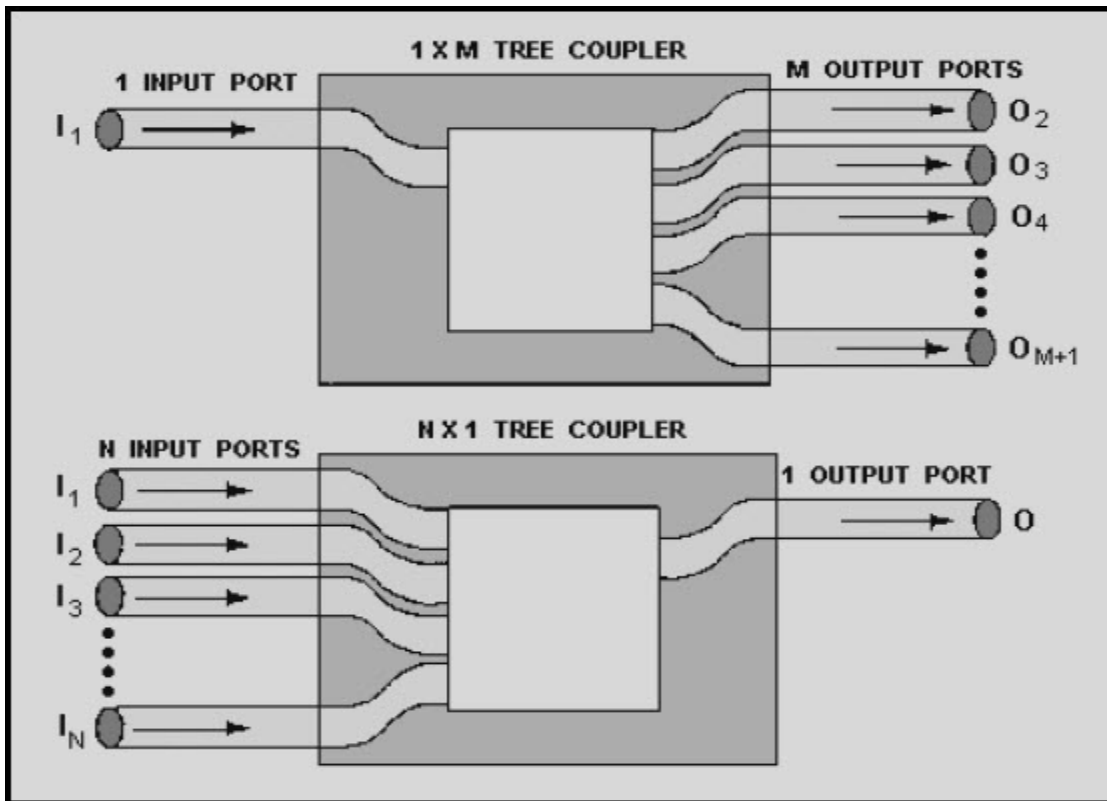 1 X M TREE COUPLER
1 INPUT PORT
M OUTPUT PORTS
I1
O2
O3
O4
OM+1
N X 1 TREE COUPLER
N INPUT PORTS
1 OUTPUT PORT
I1
O
I2
I3
IN